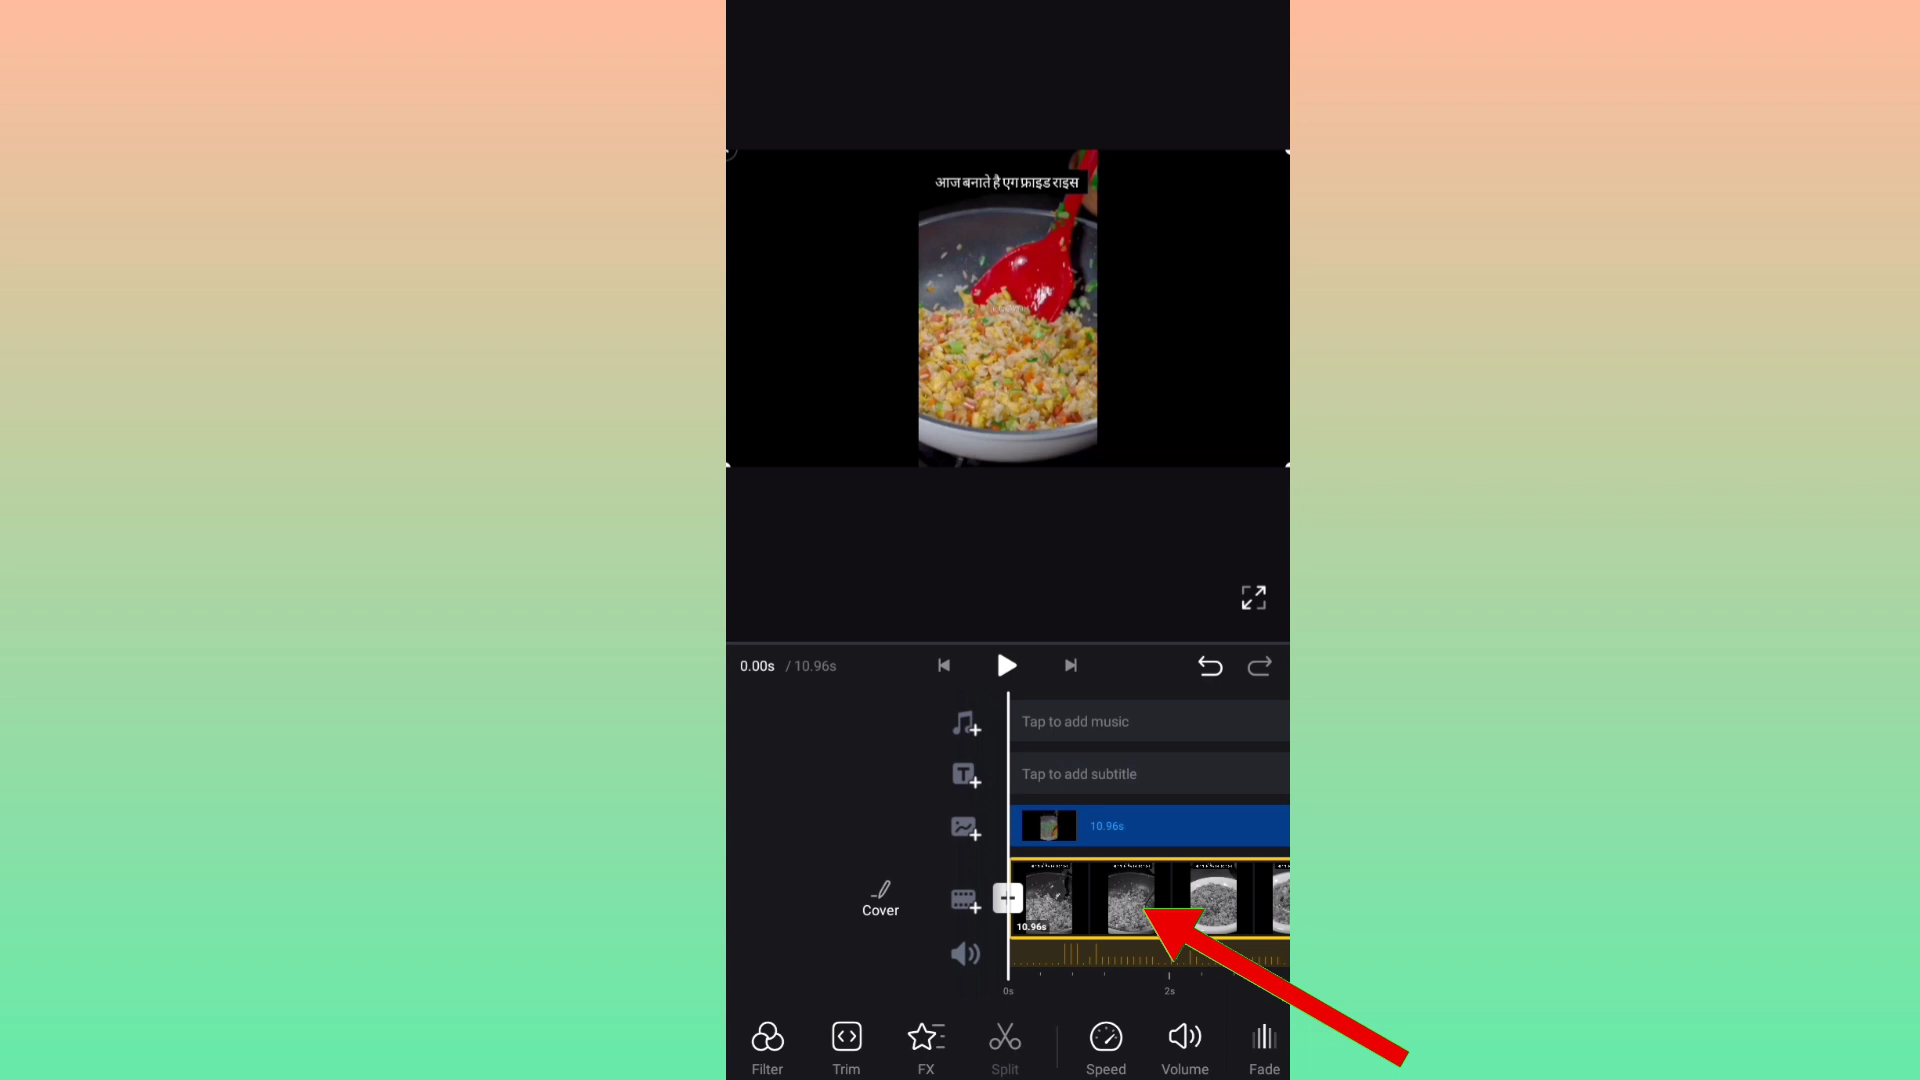 आज बनाते है एग फ्राइड राइस
0.00s / 10.96s
Tap to add music
Tap to add subtitle
10.96s
Cover
10.96s
0s 2s
Filter Trim FX Split Speed Volume Fade